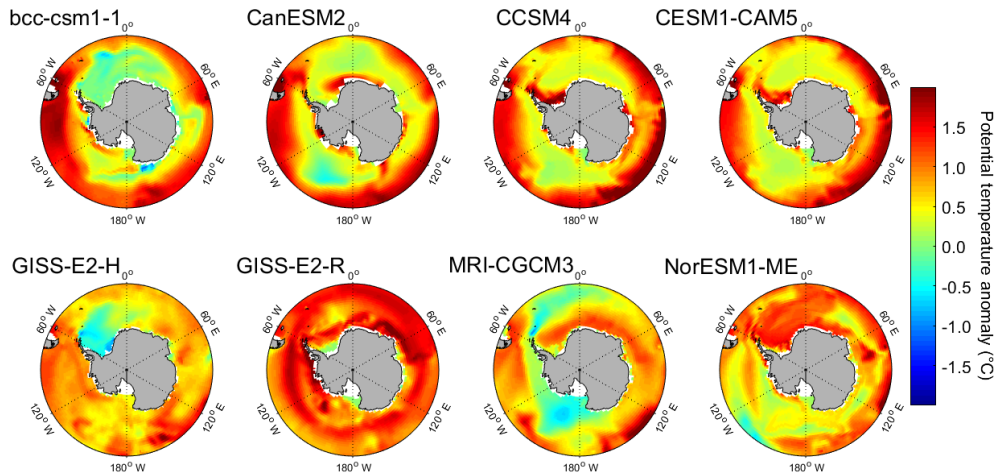 bcc-csm1-1
CanESM2
CCSM4
CESM1-CAM5
0°
0°
0°
0°
60° W
60° E
60° W
60° E
60° W
60° E
60° W
60° E
120° W
120° E
120° W
120° E
120° W
120° E
120° W
120° E
180° W
180° W
180° W
180° W
GISS-E2-H
GISS-E2-R
MRI-CGCM3
NorESM1-ME
0°
0°
0°
0°
60° W
60° E
60° W
60° E
60° W
60° E
60° W
60° E
120° W
120° E
120° W
120° E
120° W
120° E
120° W
120° E
180° W
180° W
180° W
180° W
1.5
1.0
0.5
0.0
-0.5
-1.0
-1.5
Potential temperature anomaly (°C)